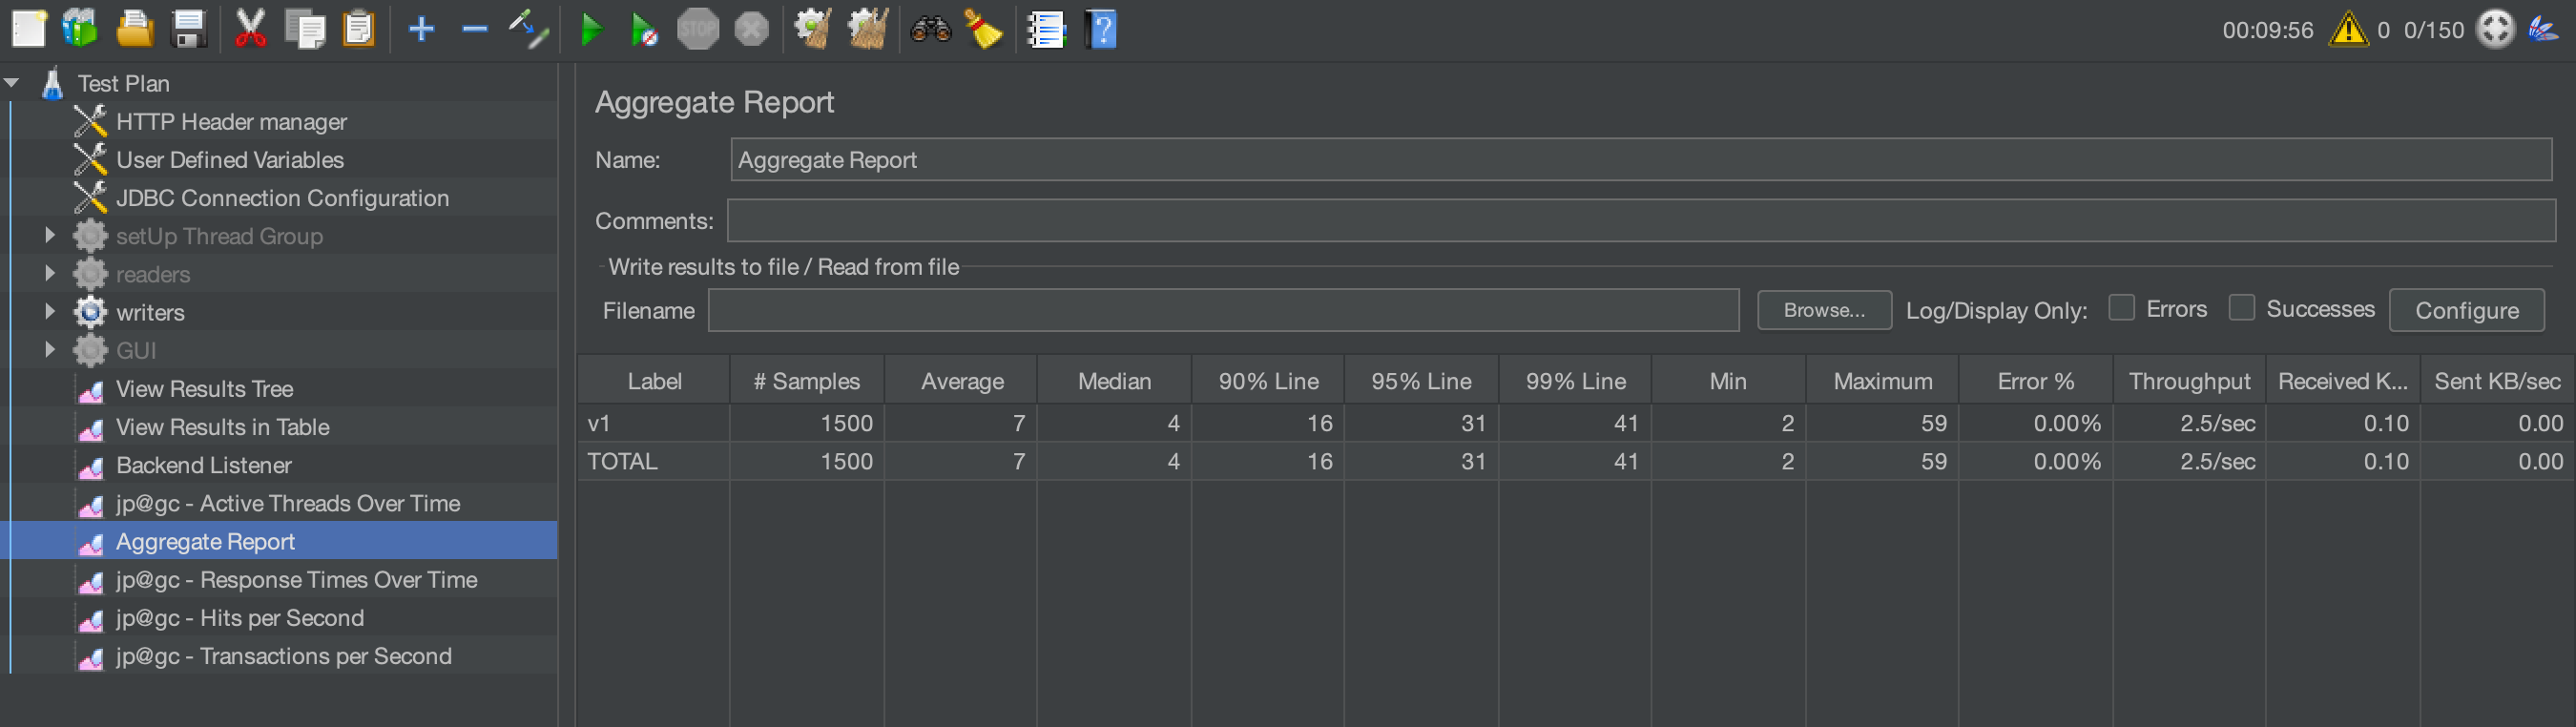 STOP
00:09:56 0 0/150
Test Plan
HTTP Header manager
User Defined Variables
JDBC Connection Configuration
setUp Thread Group
readers
writers
GUI
View Results Tree
View Results in Table
Backend Listener
jp@gc - Active Threads Over Time
Aggregate Report
jp@gc - Response Times Over Time
jp@gc - Hits per Second
jp@gc - Transactions per Second
Aggregate Report
Name: Aggregate Report
Comments:
Write results to file / Read from file
Filename Browse... Log/Display Only: Errors Successes Configure
Label # Samples Average Median 90% Line 95% Line 99% Line Min Maximum Error % Throughput Received K... Sent KB/sec
v1 1500 7 4 16 31 41 2 59 0.00% 2.5/sec 0.10 0.00
TOTAL 1500 7 4 16 31 41 2 59 0.00% 2.5/sec 0.10 0.00